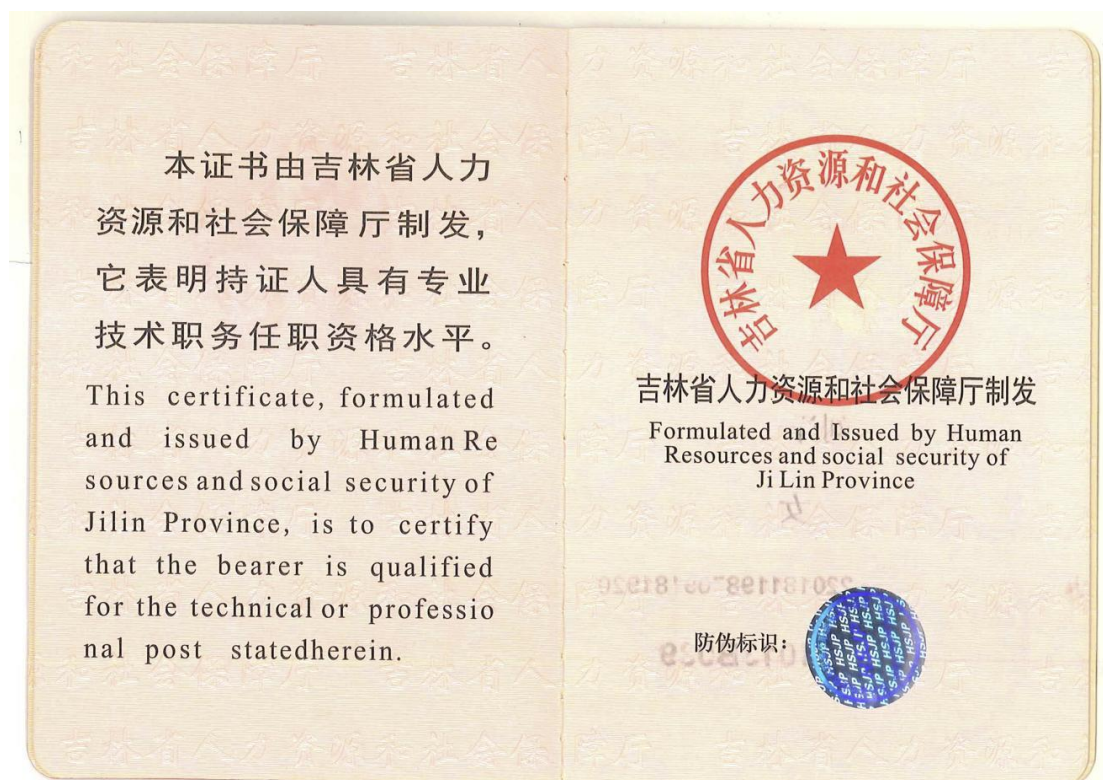 本证书由吉林省人力
资源和社会保障厅制发，
它表明持证人具有专业
技术职务任职资格水平。
This certificate, formulated
and issued by Human Re
sources and social security of
Jilin Province, is to certify
that the bearer is qualified
for the technical or professio
nal post statedherein.
吉林省人力资源和社会保障厅
吉林省人力资源和社会保障厅制发
Formulated and Issued by Human
Resources and social security of
Ji Lin Province
防伪标识：
HSJP HSJP HSJP